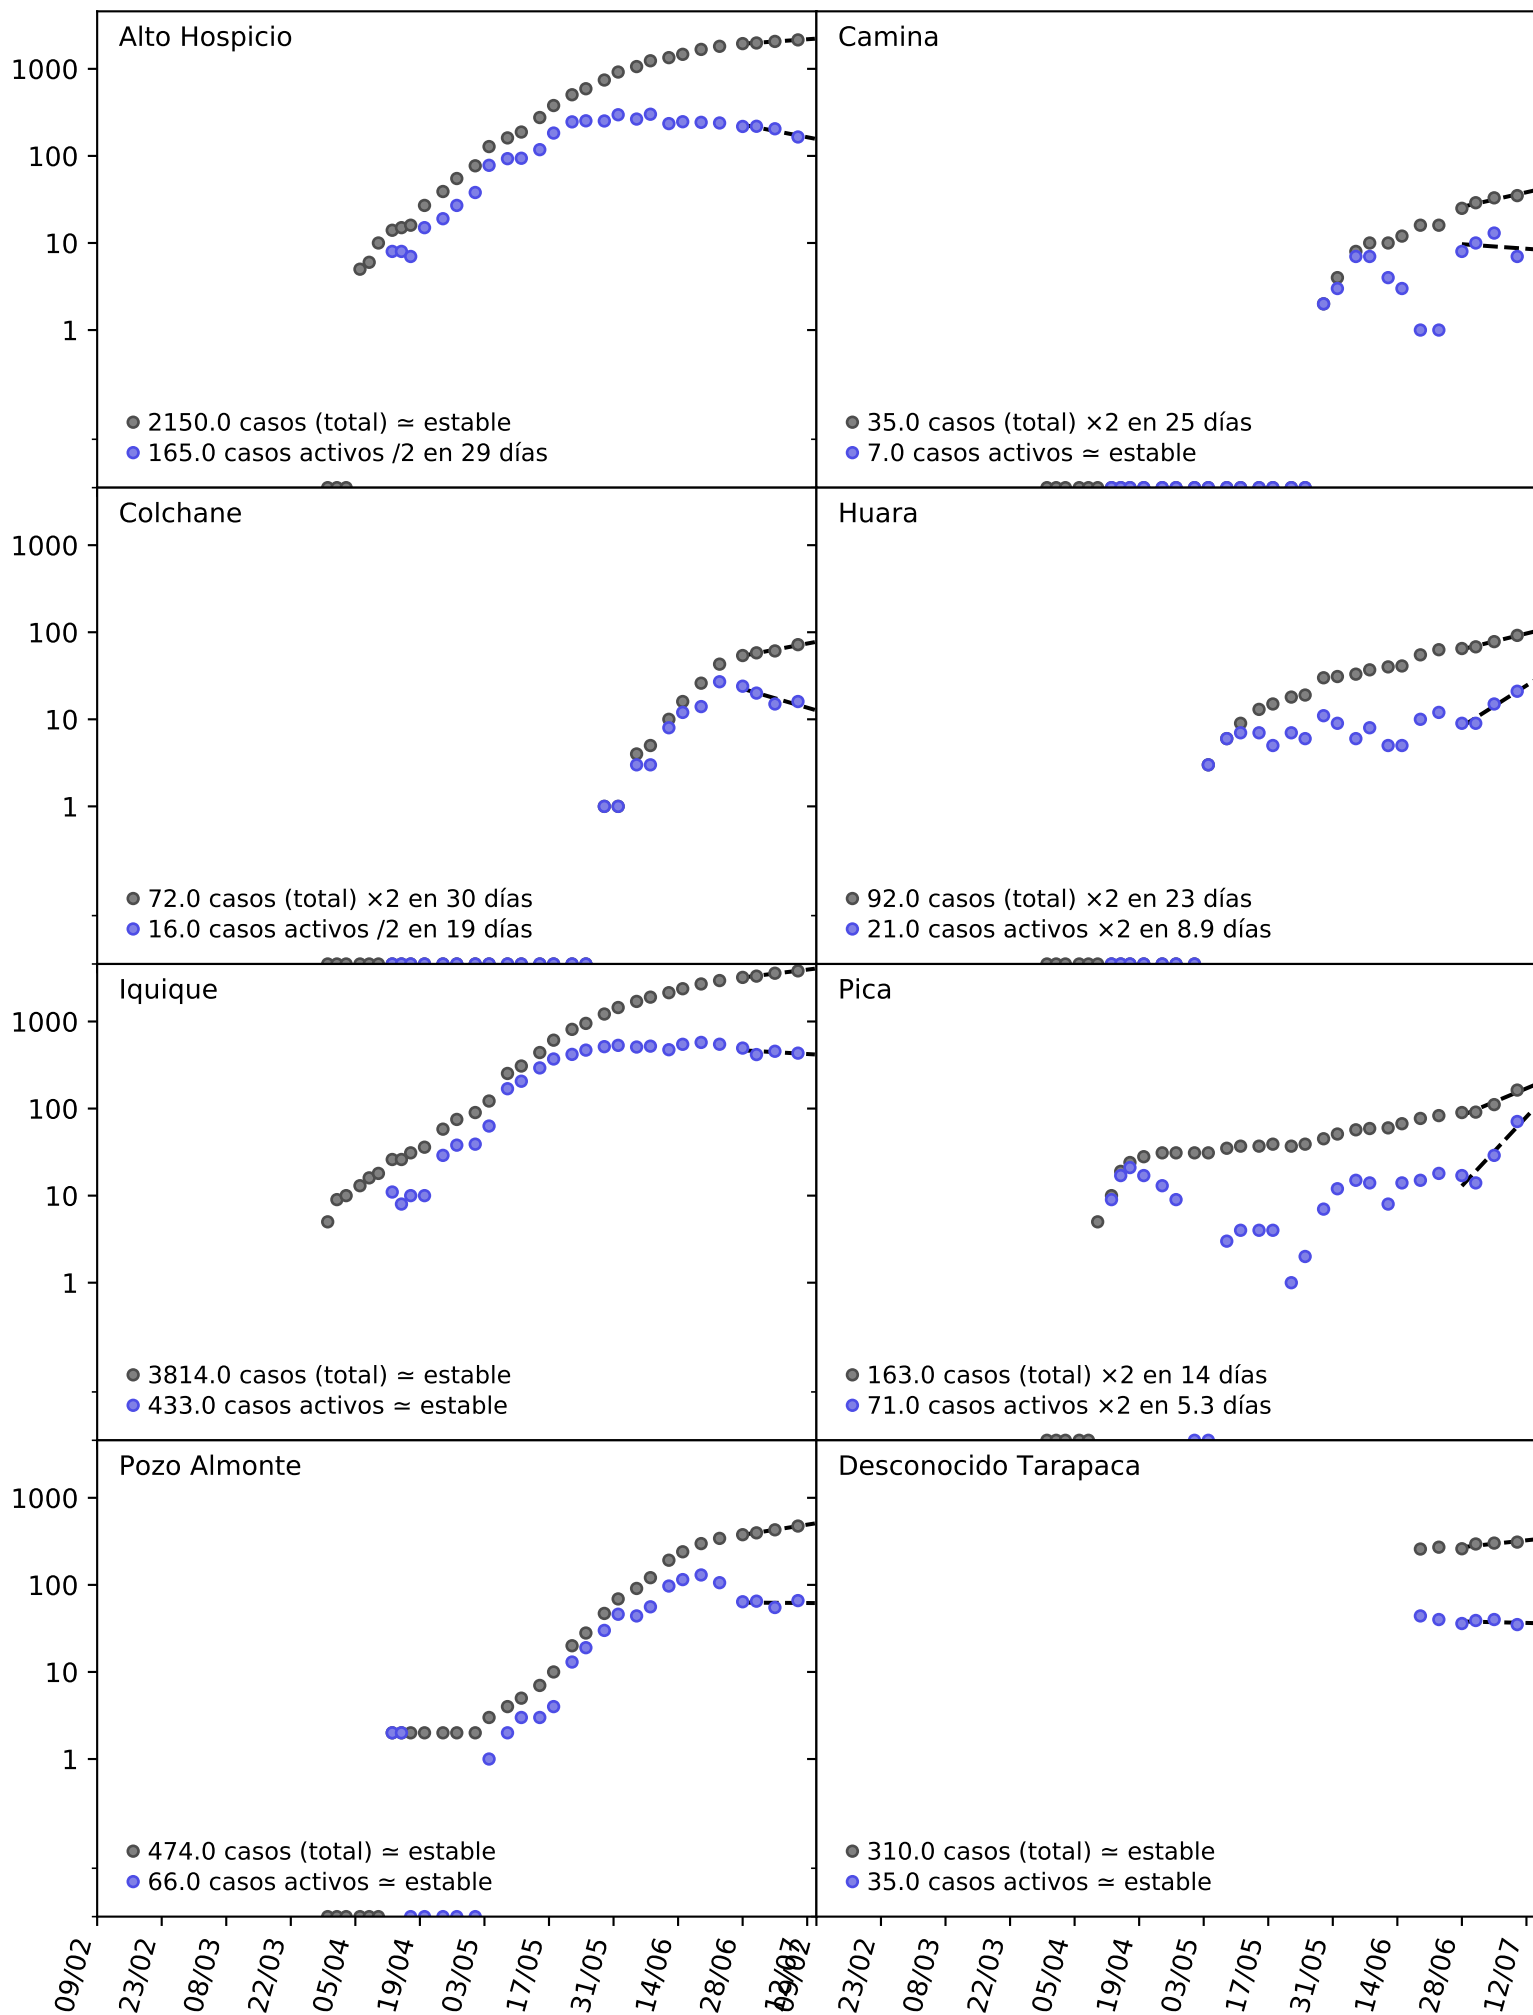 Alto Hospicio
1000
100
10
1
2150.0 casos (total) ≃ estable
165.0 casos activos /2 en 29 días
Camina
35.0 casos (total) ×2 en 25 días
7.0 casos activos ≃ estable
Colchane
1000
100
10
1
72.0 casos (total) ×2 en 30 días
16.0 casos activos /2 en 19 días
Huara
92.0 casos (total) ×2 en 23 días
21.0 casos activos ×2 en 8.9 días
Iquique
1000
100
10
1
3814.0 casos (total) ≃ estable
433.0 casos activos ≃ estable
Pica
163.0 casos (total) ×2 en 14 días
71.0 casos activos ×2 en 5.3 días
Pozo Almonte
1000
100
10
1
474.0 casos (total) ≃ estable
66.0 casos activos ≃ estable
Desconocido Tarapaca
310.0 casos (total) ≃ estable
35.0 casos activos ≃ estable
09/02
23/02
08/03
22/03
05/04
19/04
03/05
17/05
31/05
14/06
28/06
12/07
09/02
23/02
08/03
22/03
05/04
19/04
03/05
17/05
31/05
14/06
28/06
12/07